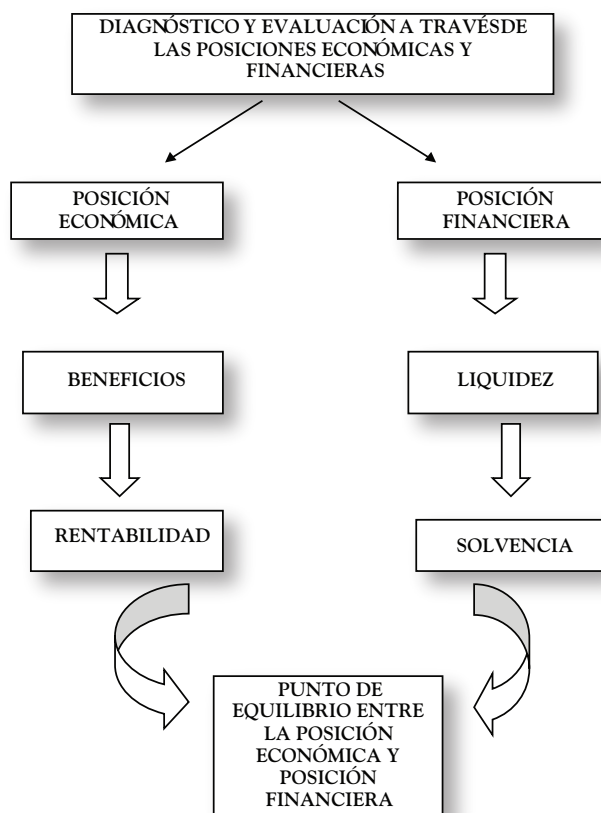 DIAGNÓSTICO Y EVALUACIÓN A TRAVÉSDE
LAS POSICIONES ECONÓMICAS Y
FINANCIERAS
POSICIÓN
ECONÓMICA
POSICIÓN
FINANCIERA
BENEFICIOS
LIQUIDEZ
RENTABILIDAD
SOLVENCIA
PUNTO DE
EQUILIBRIO ENTRE
LA POSICIÓN
ECONÓMICA Y
POSICIÓN
FINANCIERA